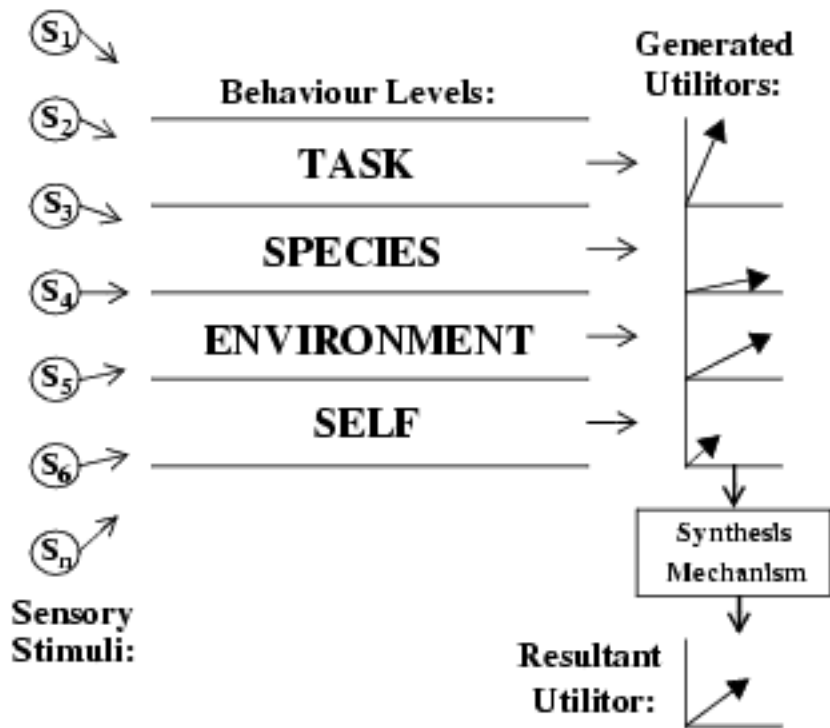 S1
S2
S3
S4
S5
S6
Sn
Sensory
Stimuli:
Behaviour Levels:
TASK
SPECIES
ENVIRONMENT
SELF
Generated
Utilitors:
Synthesis
Mechanism
Resultant
Utilitor: